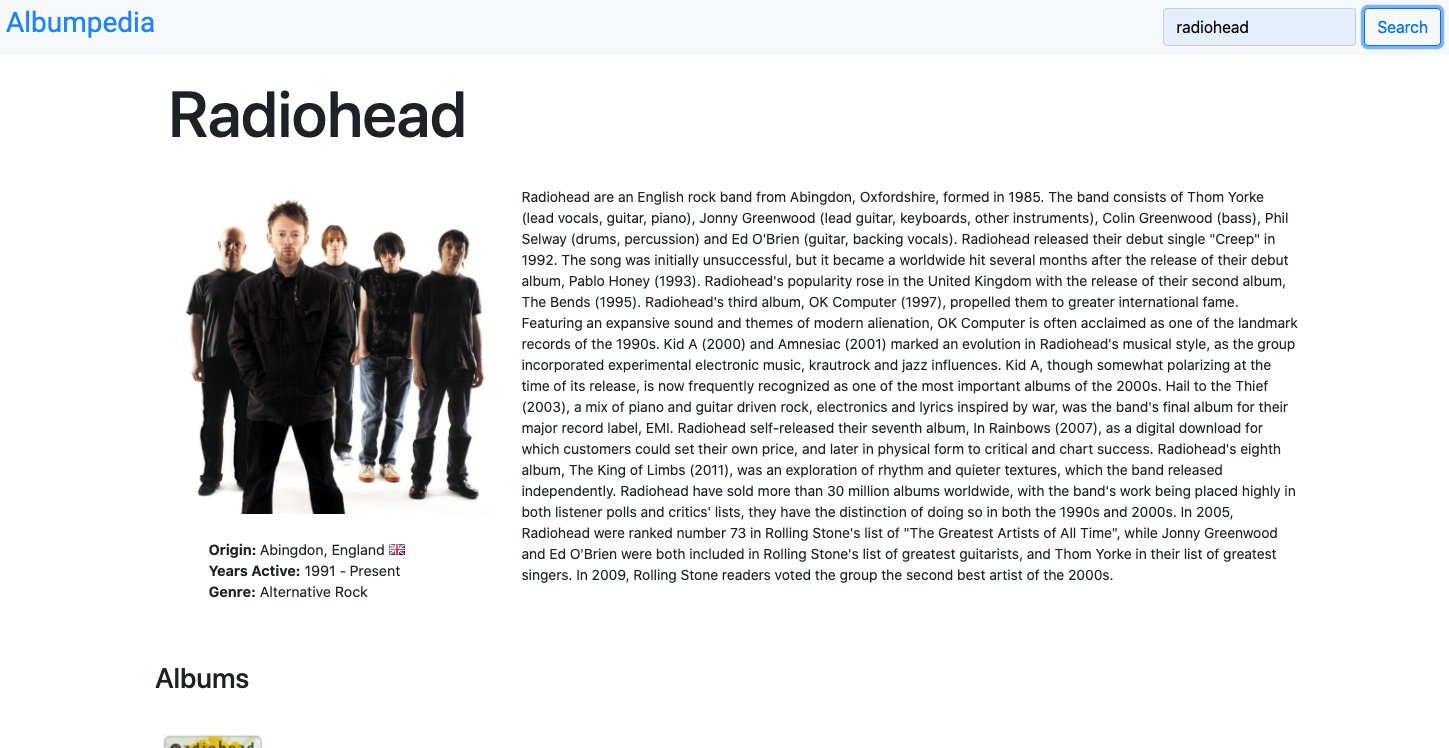 Albumpedia
radiohead
Search
Radiohead
Radiohead are an English rock band from Abingdon, Oxfordshire, formed in 1985. The band consists of Thom Yorke
(lead vocals, guitar, piano), Jonny Greenwood (lead guitar, keyboards, other instruments), Colin Greenwood (bass), Phil
Selway (drums, percussion) and Ed O'Brien (guitar, backing vocals). Radiohead released their debut single "Creep" in
1992. The song was initially unsuccessful, but it became a worldwide hit several months after the release of their debut
album, Pablo Honey (1993). Radiohead's popularity rose in the United Kingdom with the release of their second album,
The Bends (1995). Radiohead's third album, OK Computer (1997), propelled them to greater international fame.
Featuring an expansive sound and themes of modern alienation, OK Computer is often acclaimed as one of the landmark
records of the 1990s. Kid A (2000) and Amnesiac (2001) marked an evolution in Radiohead's musical style, as the group
incorporated experimental electronic music, krautrock and jazz influences. Kid A, though somewhat polarizing at the
time of its release, is now frequently recognized as one of the most important albums of the 2000s. Hail to the Thief
(2003), a mix of piano and guitar driven rock, electronics and lyrics inspired by war, was the band's final album for their
major record label, EMI. Radiohead self-released their seventh album, In Rainbows (2007), as a digital download for
which customers could set their own price, and later in physical form to critical and chart success. Radiohead's eighth
album, The King of Limbs (2011), was an exploration of rhythm and quieter textures, which the band released
independently. Radiohead have sold more than 30 million albums worldwide, with the band's work being placed highly in
both listener polls and critics' lists, they have the distinction of doing so in both the 1990s and 2000s. In 2005,
Radiohead were ranked number 73 in Rolling Stone's list of "The Greatest Artists of All Time", while Jonny Greenwood
and Ed O'Brien were both included in Rolling Stone's list of greatest guitarists, and Thom Yorke in their list of greatest
singers. In 2009, Rolling Stone readers voted the group the second best artist of the 2000s.
Origin: Abingdon, England
Years Active: 1991 - Present
Genre: Alternative Rock
Albums
Radiohead